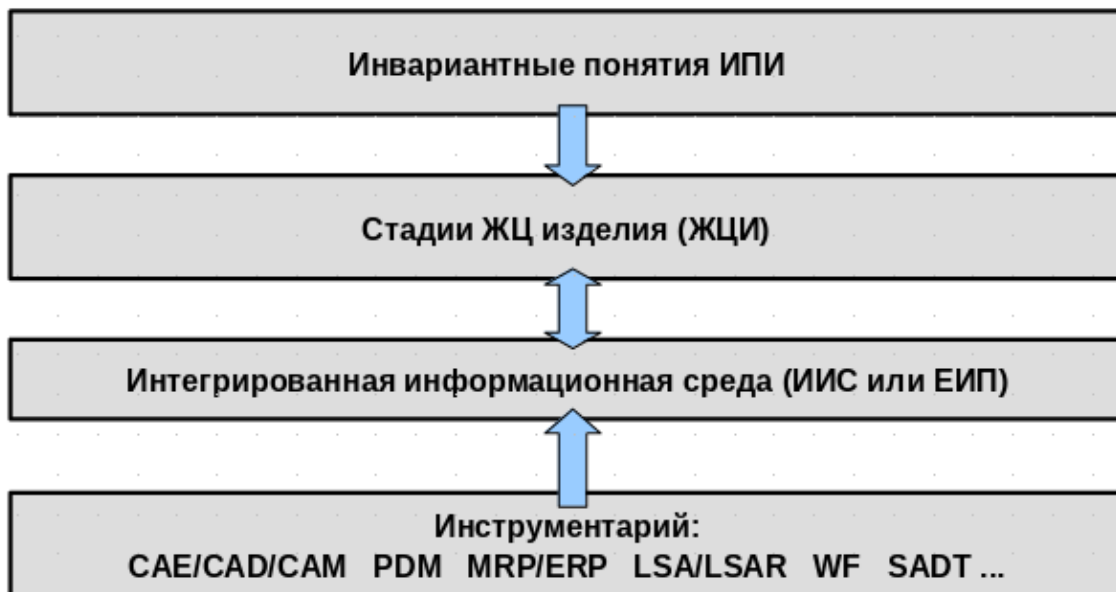 Инвариантные понятия ИПИ
Стадии ЖЦ изделия (ЖЦИ)
Интегрированная информационная среда (ИИС или ЕИП)
Инструментарий:
CAE/CAD/CAM PDM MRP/ERP LSA/LSAR WF SADT ...